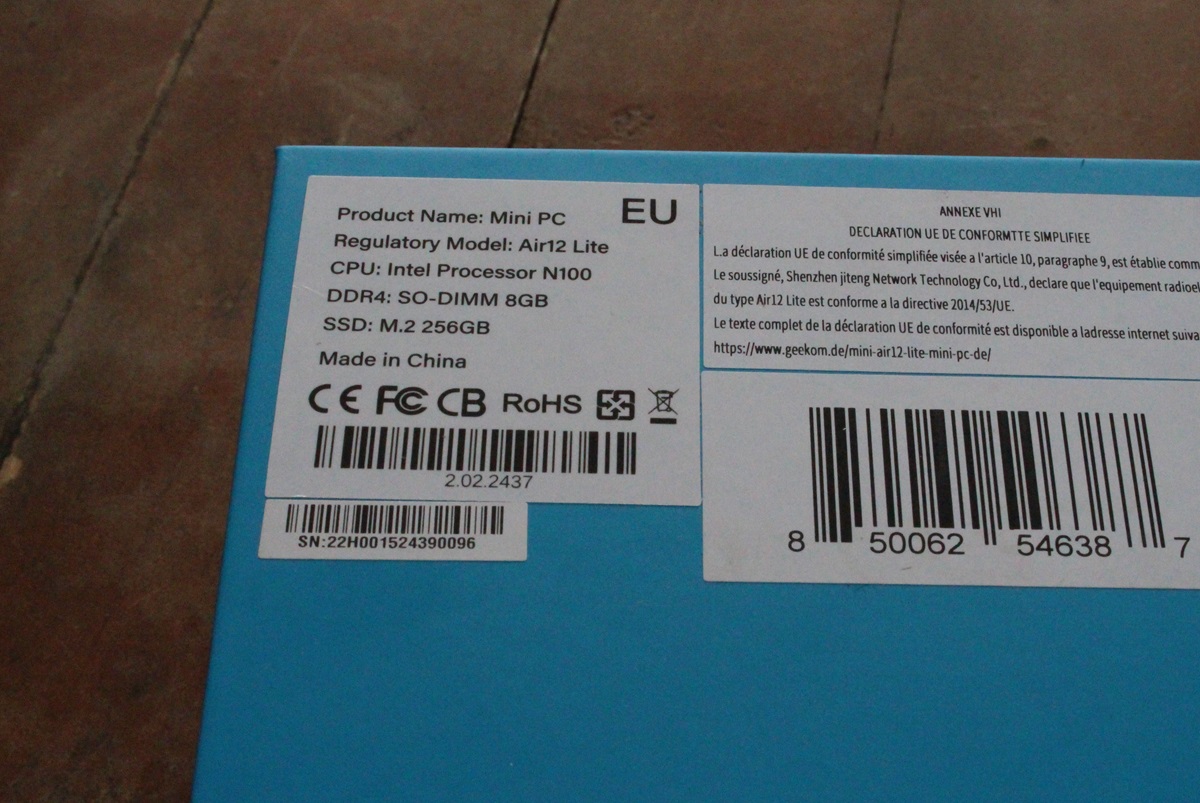 Product Name: Mini PC
EU
Regulatory Model: Air12 Lite
CPU: Intel Processor N100
DDR4: SO-DIMM 8GB
SSD: M.2 256GB
Made in China
CE FC CB RoHS
2.02.2437
SN:22H001524390096
ANNEXE VHI
DECLARATION UE DE CONFORMTTE SIMPLIFIEE
L.a déclaration UE de conformité simplifiée visée a l'article 10, paragraphe 9, est établie comm
Le soussigné, Shenzhen jiteng Network Technology Co, Ltd., declare que l'equipement radioel
du type Air12 Lite est conforme a la directive 2014/53/UE.
Le texte complet de la déclaration UE de conformité est disponible a ladresse internet suiva
https://www.geekom.de/mini-air12-lite-mini-pc-de/
8 50062 54638 7